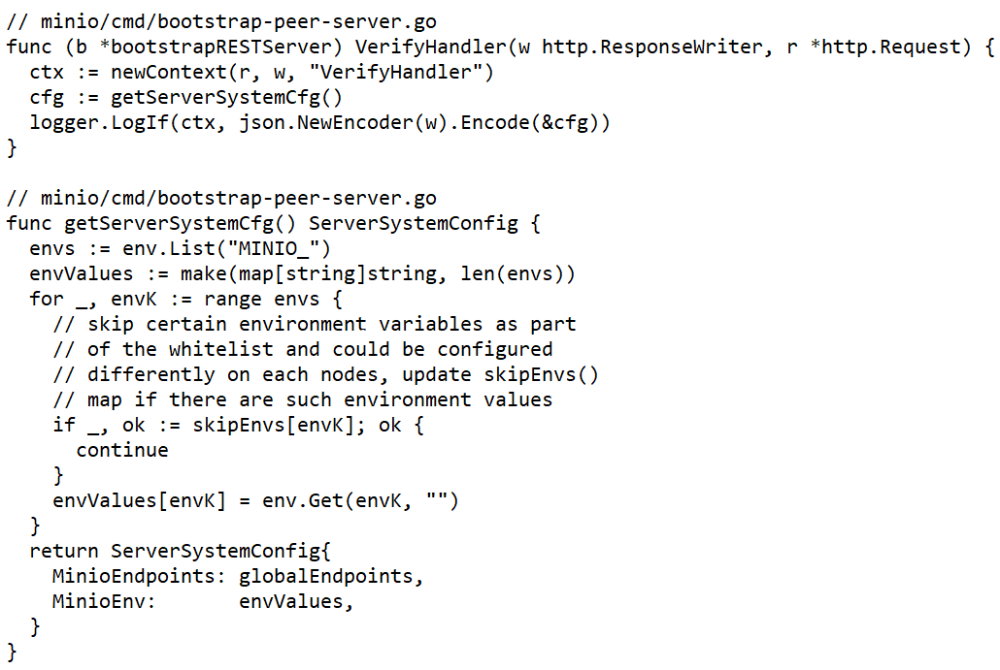 // minio/cmd/bootstrap-peer-server.go
func (b *bootstrapRESTServer) VerifyHandler(w http.ResponseWriter, r *http.Request) {
  ctx := newContext(r, w, "VerifyHandler")
  cfg := getServerSystemCfg()
  logger.LogIf(ctx, json.NewEncoder(w).Encode(&cfg))
}

// minio/cmd/bootstrap-peer-server.go
func getServerSystemCfg() ServerSystemConfig {
  envs := env.List("MINIO_")
  envValues := make(map[string]string, len(envs))
  for _, envK := range envs {
    // skip certain environment variables as part
    // of the whitelist and could be configured
    // differently on each nodes, update skipEnvs()
    // map if there are such environment values
    if _, ok := skipEnvs[envK]; ok {
      continue
    }
    envValues[envK] = env.Get(envK, "")
  }
  return ServerSystemConfig{
    MinioEndpoints: globalEndpoints,
    MinioEnv:       envValues,
  }
}